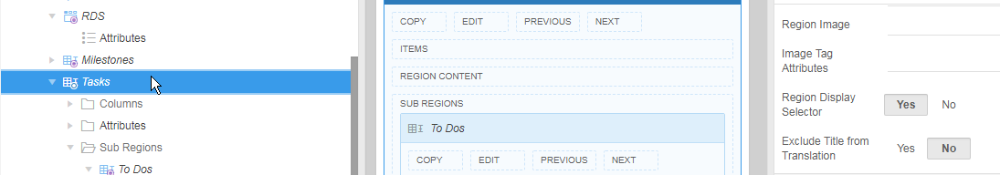 RDS
Attributes
Milestones
Tasks
Columns
Attributes
Sub Regions
To Dos
COPY EDIT PREVIOUS NEXT
ITEMS
REGION CONTENT
SUB REGIONS
To Dos
COPY EDIT PREVIOUS NEXT
Region Image
Image Tag
Attributes
Region Display
Selector
Yes No
Exclude Title from
Translation
Yes No